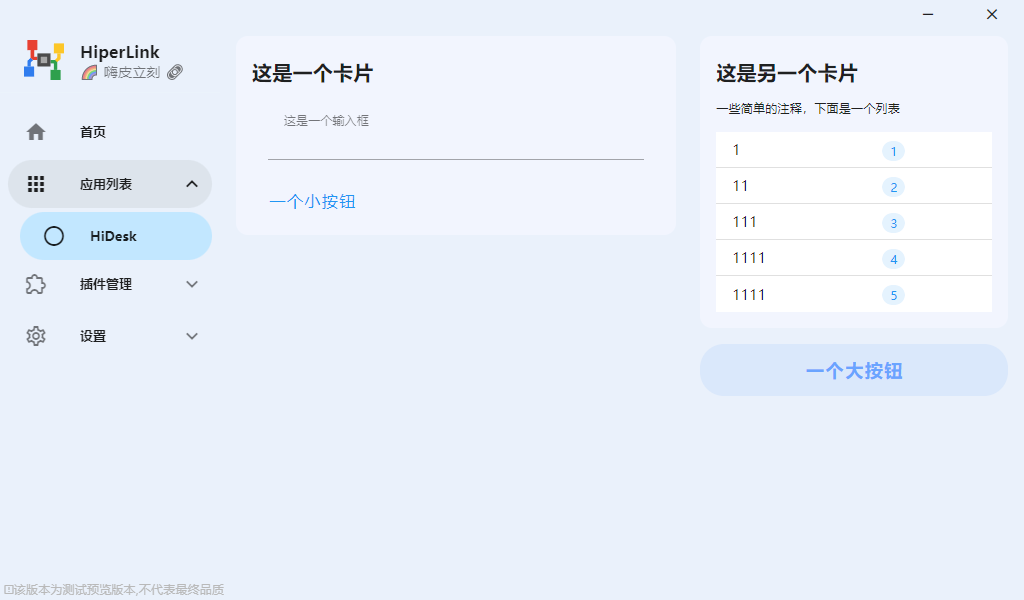 HiperLink
🌈 嗨皮立刻 🔗
首页
应用列表
HiDesk
插件管理
设置
这是一个卡片
这是一个输入框
一个小按钮
这是另一个卡片
一些简单的注释，下面是一个列表
1 1
11 2
111 3
1111 4
1111 5
一个大按钮
该版本为测试预览版本,不代表最终品质